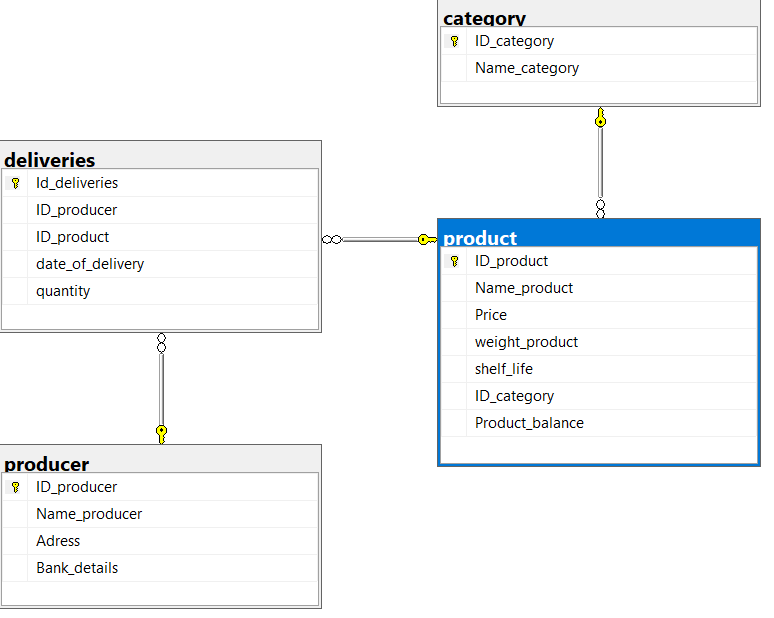 category
ID_category
Name_category
deliveries
Id_deliveries
ID_producer
ID_product
date_of_delivery
quantity
product
ID_product
Name_product
Price
weight_product
shelf_life
ID_category
Product_balance
producer
ID_producer
Name_producer
Adress
Bank_details